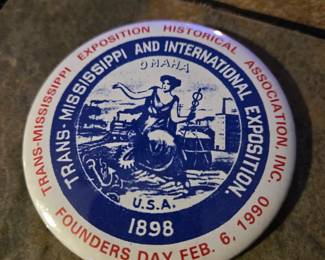 TRANS-MISSISSIPPI EXPOSITION HISTORICAL ASSOCIATION, INC.
FOUNDERS DAY FEB. 6, 1990
TRANS-MISSISSIPPI AND INTERNATIONAL EXPOSITION
OMAHA
U.S.A.
1898